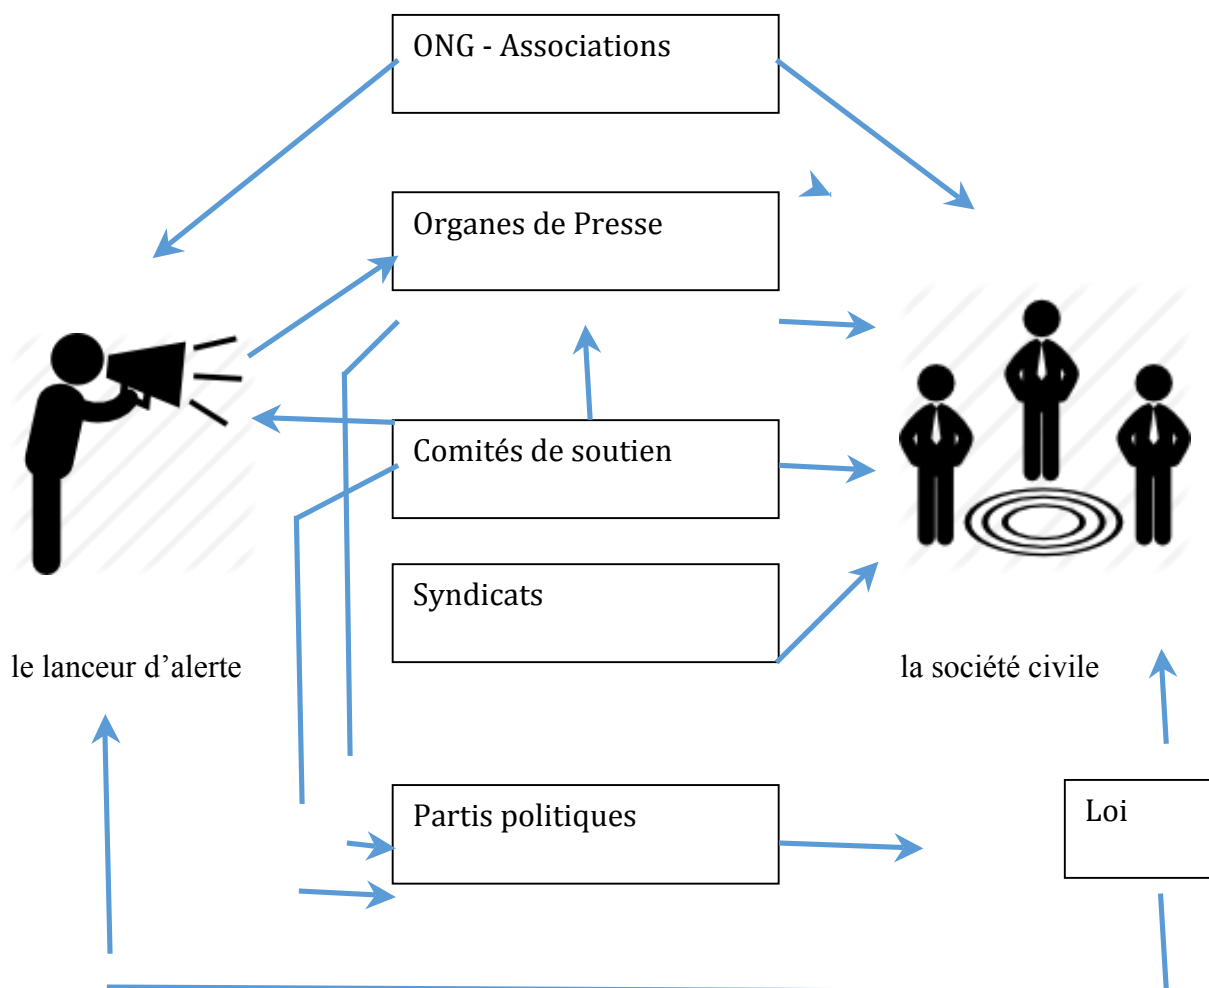 ONG - Associations
Organes de Presse
Comités de soutien
Syndicats
le lanceur d’alerte
la société civile
Partis politiques
Loi